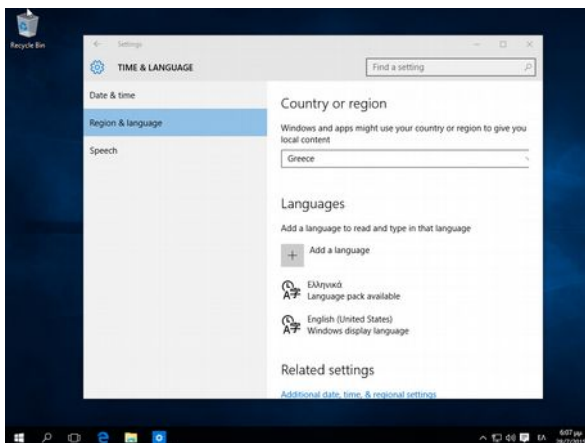 Recycle Bin
Settings
TIME & LANGUAGE
Find a setting
Date & time
Region & language
Speech
Country or region
Windows and apps might use your country or region to give you
local content
Greece
Languages
Add a language to read and type in that language
Add a language
Ελληνικά
Language pack available
English (United States)
Windows display language
Related settings
Additional date, time, & regional settings
ΕΛ
6:07 μμ